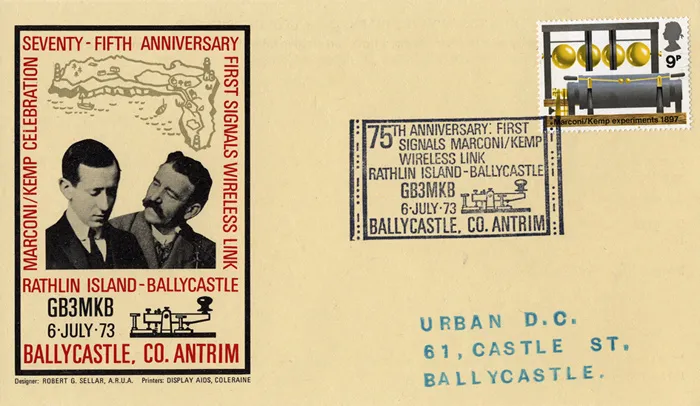 SEVENTY-FIFTH ANNIVERSARY
MARCONI/KEMP CELEBRATION
FIRST SIGNALS WIRELESS LINK
RATHLIN ISLAND-BALLYCASTLE
GB3MKB
6·JULY·73
BALLYCASTLE, CO. ANTRIM
Designer: ROBERT G. SELLAR, A.R.U.A. Printers: DISPLAY AIDS, COLERAINE
9P
Marconi/Kemp experiments 1897
75TH ANNIVERSARY: FIRST
SIGNALS MARCONI/KEMP
WIRELESS LINK
RATHLIN ISLAND-BALLYCASTLE
GB3MKB
6·JULY·73
BALLYCASTLE, CO. ANTRIM
URBAN D.C.
61, CASTLE ST.
BALLYCASTLE.